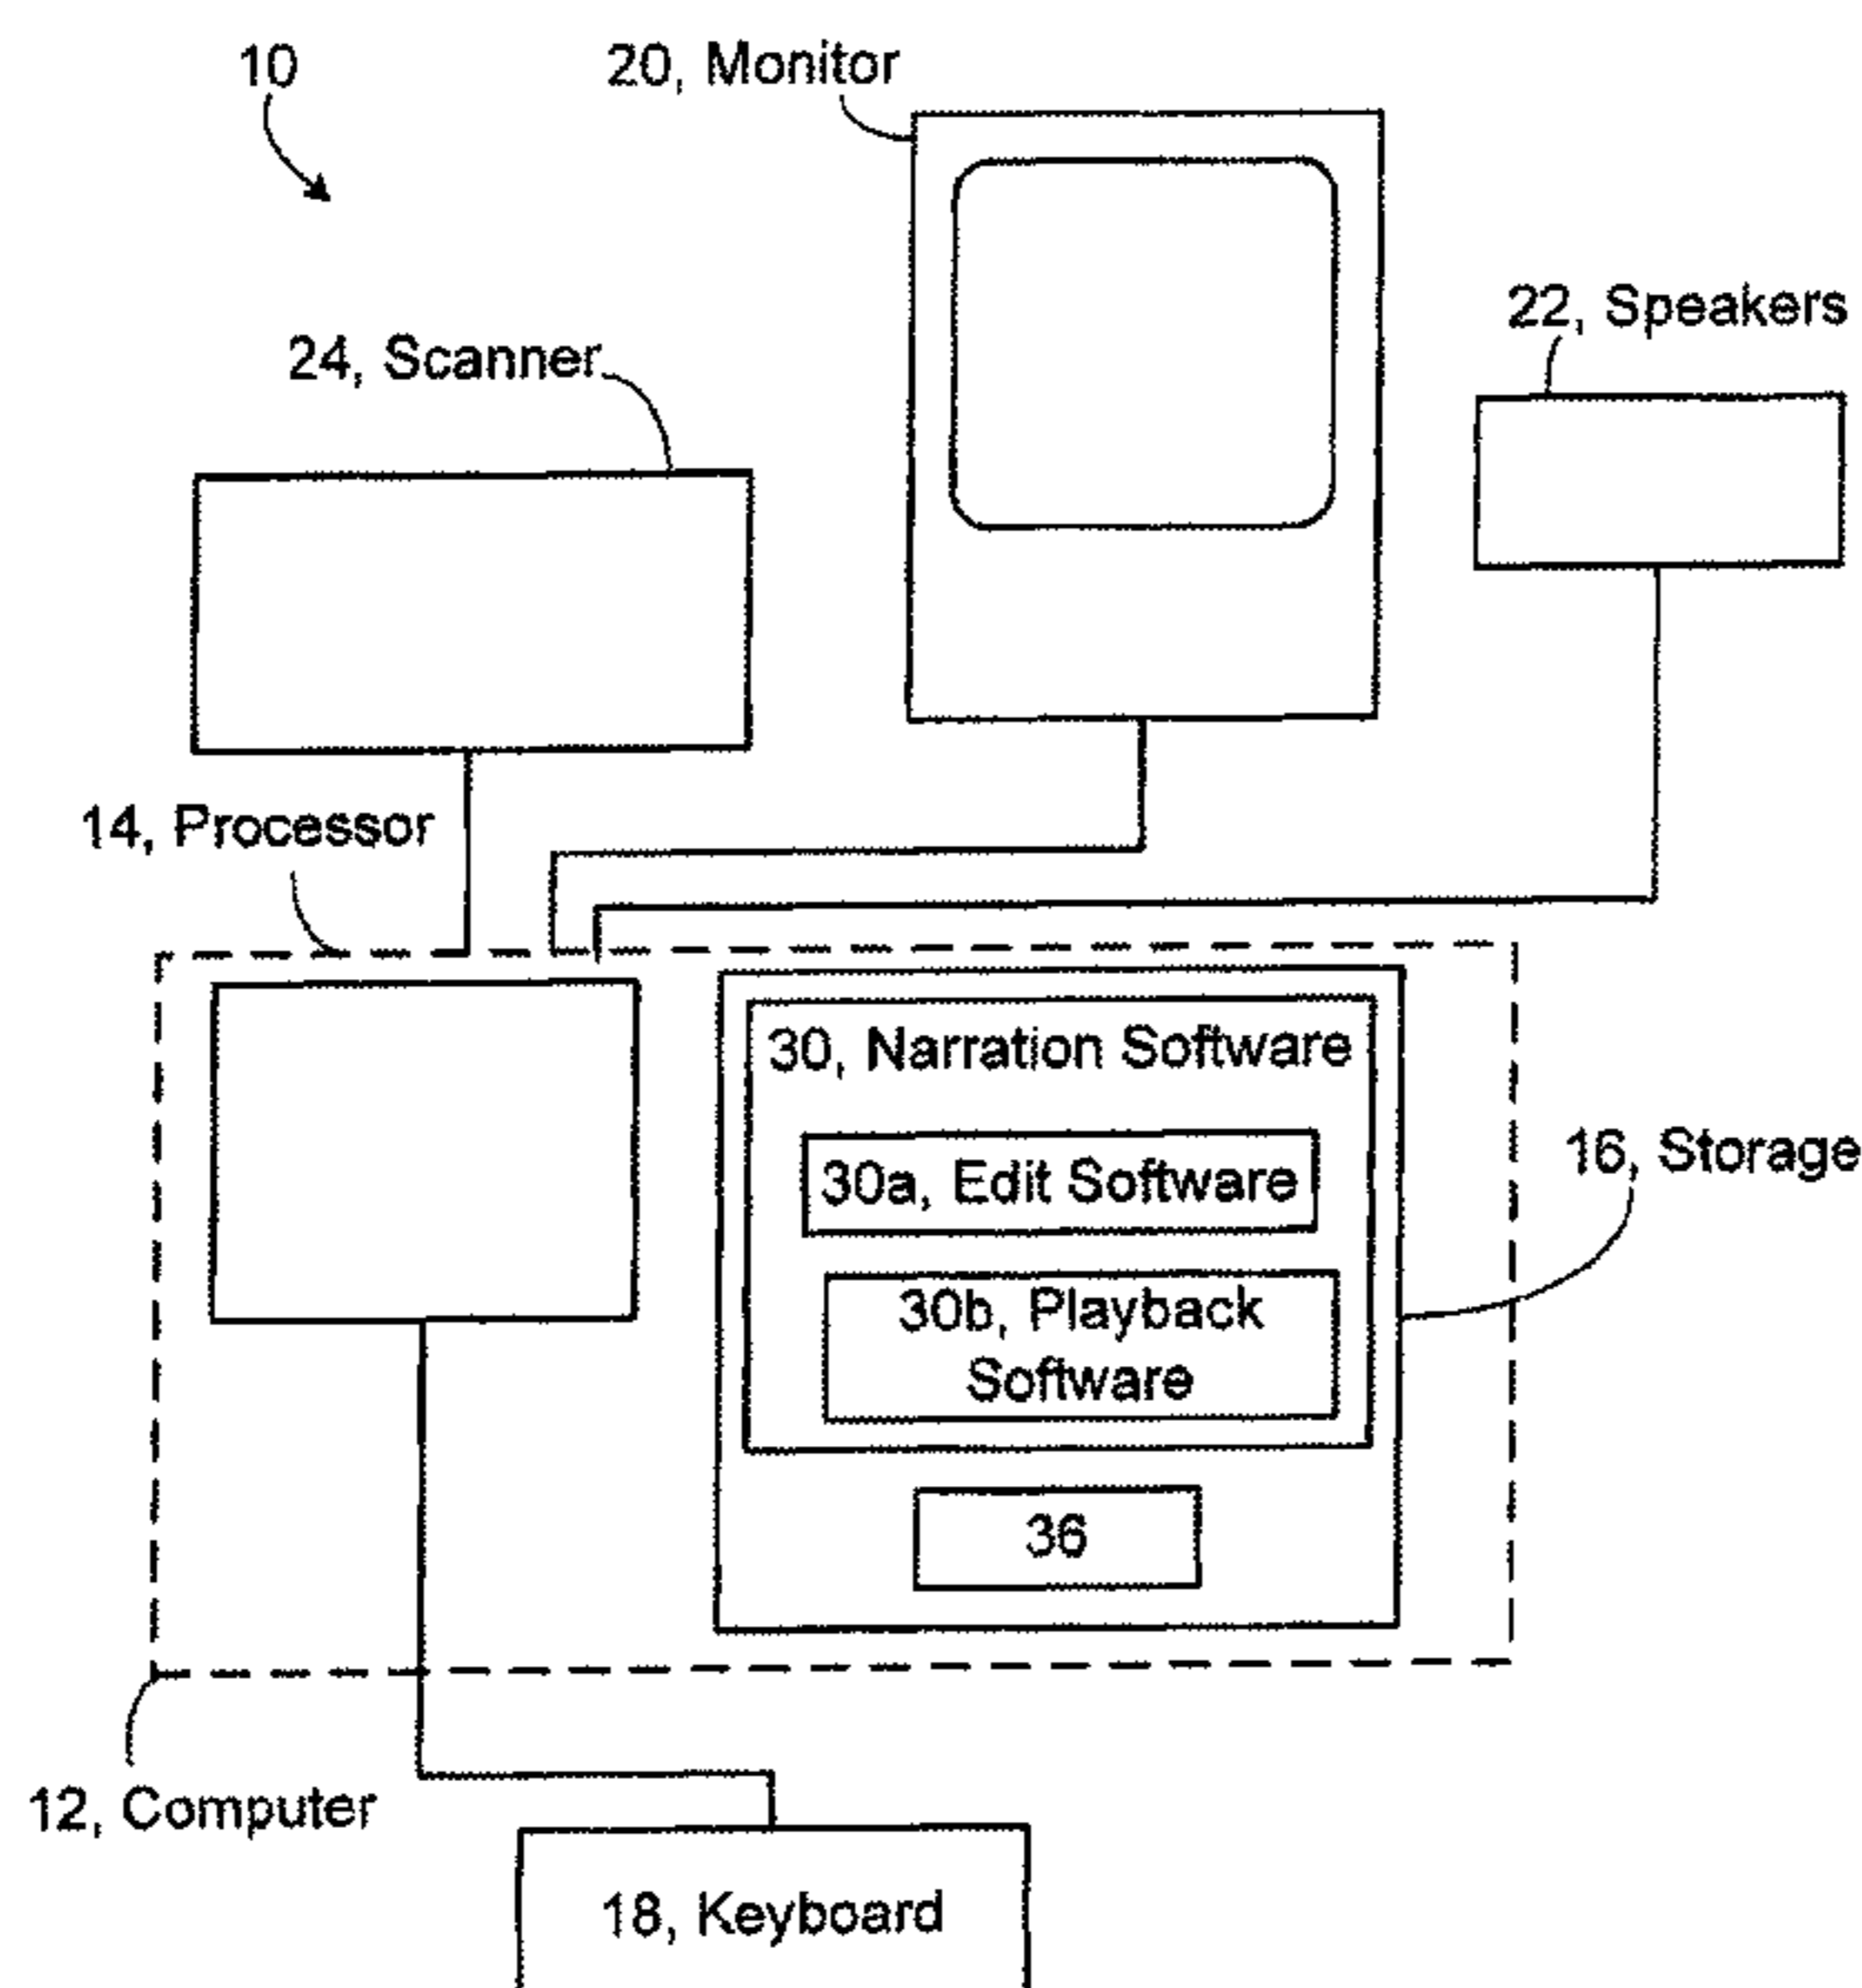 10
20, Monitor
22, Speakers
24, Scanner
14, Processor
30, Narration Software
30a, Edit Software
16, Storage
30b, Playback
Software
36
12, Computer
18, Keyboard